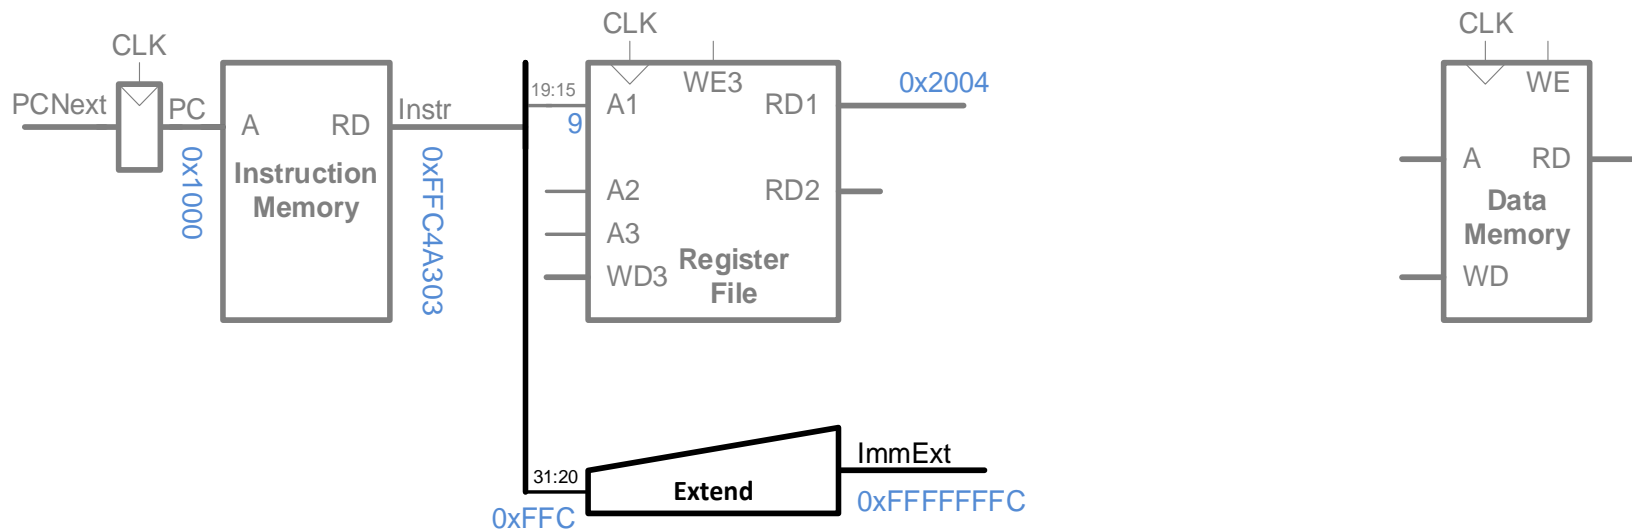 CLK
CLK
CLK
PCNext
PC
A
RD
Instruction
Memory
Instr
0x1000
0xFFC4A303
19:15
9
A1
WE3
RD1
0x2004
A2
RD2
A3
WD3
Register
File
WE
A
RD
Data
Memory
WD
31:20
0xFFC
Extend
ImmExt
0xFFFFFFFC